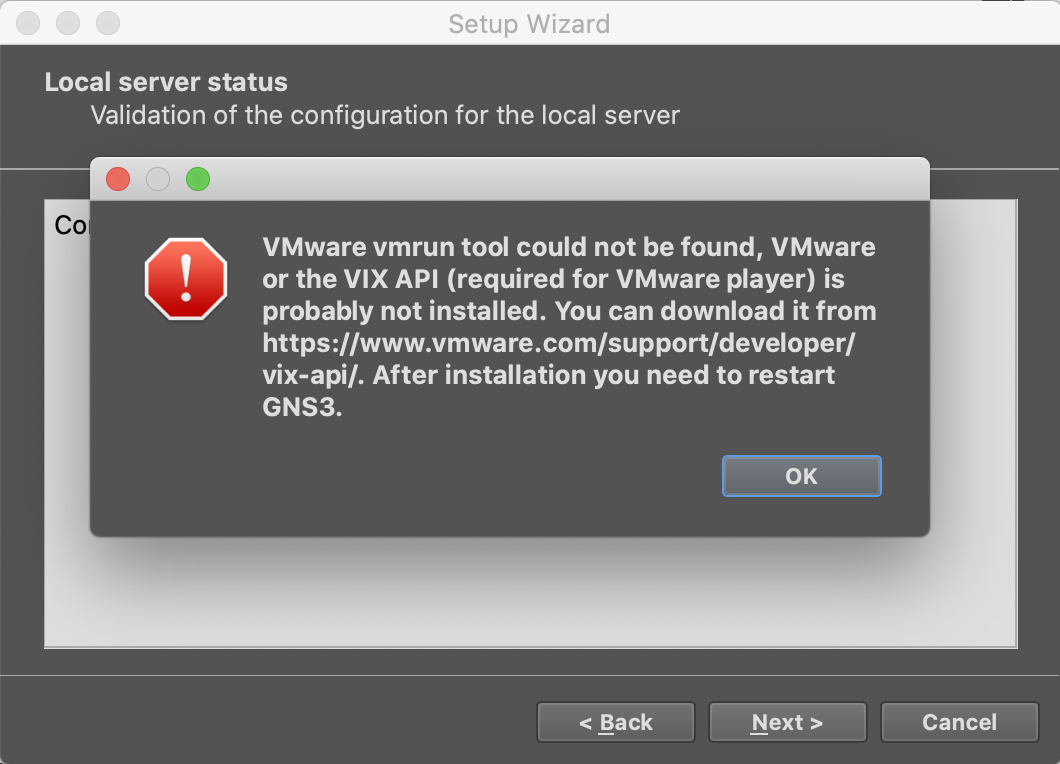 Setup Wizard
Local server status
Validation of the configuration for the local server
VMware vmrun tool could not be found, VMware
or the VIX API (required for VMware player) is
probably not installed. You can download it from
https://www.vmware.com/support/developer/
vix-api/. After installation you need to restart
GNS3.
OK
< Back
Next >
Cancel